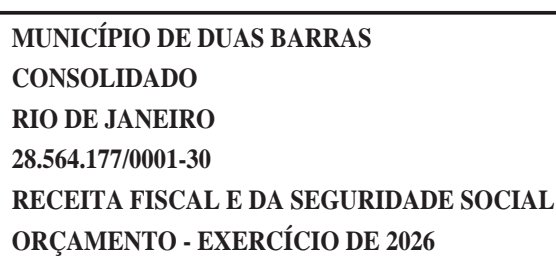 MUNICÍPIO DE DUAS BARRAS
CONSOLIDADO
RIO DE JANEIRO
28.564.177/0001-30
RECEITA FISCAL E DA SEGURIDADE SOCIAL
ORÇAMENTO - EXERCÍCIO DE 2026